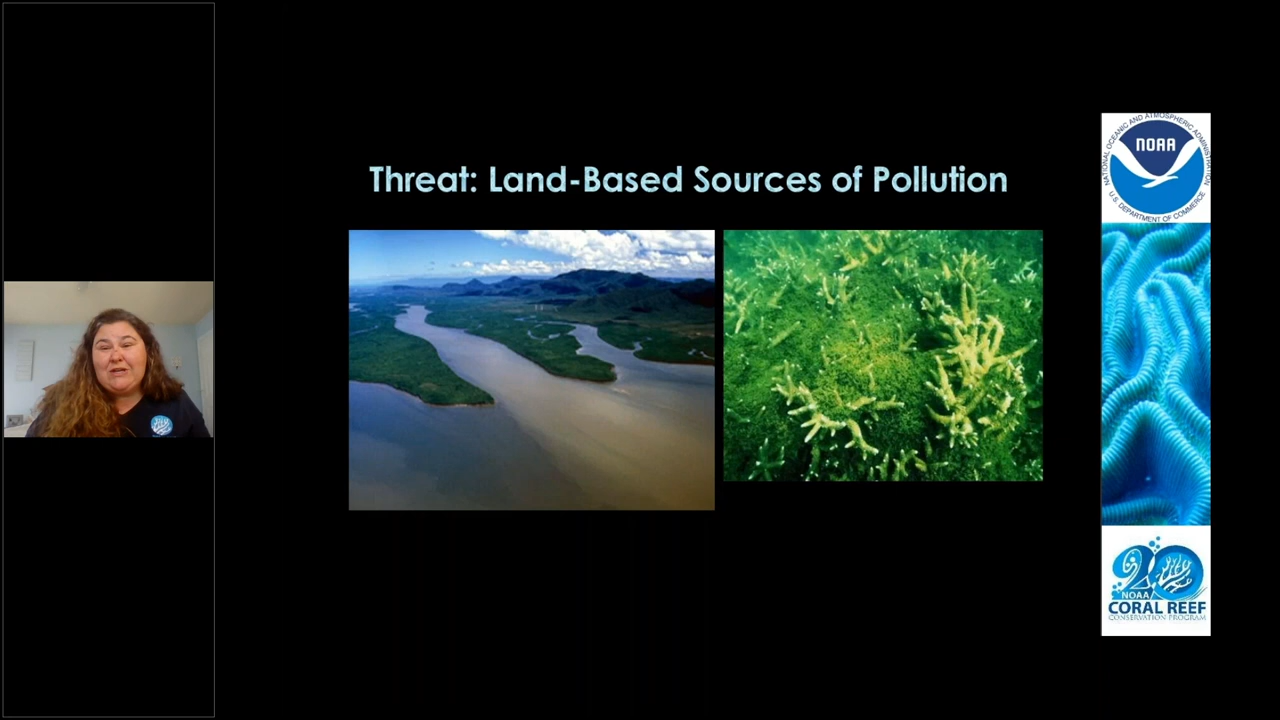 Threat: Land-Based Sources of Pollution
NATIONAL OCEANIC AND ATMOSPHERIC ADMINISTRATION
NOAA
U.S. DEPARTMENT OF COMMERCE
20
NOAA
CORAL REEF
CONSERVATION PROGRAM